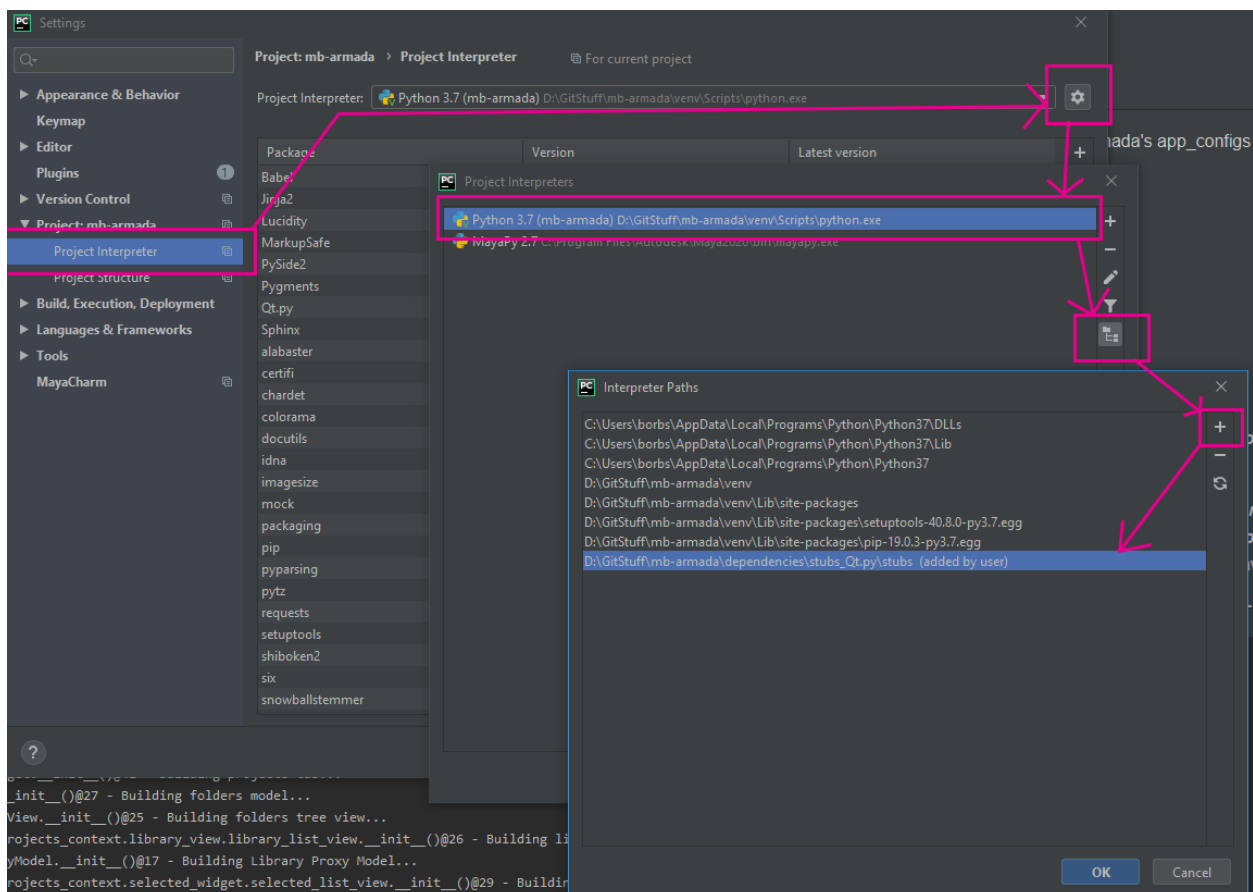 PC Settings
Project: mb-armada › Project Interpreter For current project
Appearance & Behavior
Keymap
Editor
Plugins 1
Version Control
Project: mb-armada
Project Interpreter
Project Structure
Build, Execution, Deployment
Languages & Frameworks
Tools
MayaCharm
Project Interpreter: Python 3.7 (mb-armada) D:\GitStuff\mb-armada\venv\Scripts\python.exe
Package Version Latest version
Babel
Jinja2
Lucidity
MarkupSafe
PySide2
Pygments
Qt.py
Sphinx
alabaster
certifi
chardet
colorama
docutils
idna
imagesize
mock
packaging
pip
pyparsing
pytz
requests
setuptools
shiboken2
six
snowballstemmer
?
app_configs
PC Project Interpreters
Python 3.7 (mb-armada) D:\GitStuff\mb-armada\venv\Scripts\python.exe
MayaPy 2.7 C:\Program Files\Autodesk\Maya2020\bin\mayapy.exe
PC Interpreter Paths
C:\Users\borbs\AppData\Local\Programs\Python\Python37\DLLs
C:\Users\borbs\AppData\Local\Programs\Python\Python37\Lib
C:\Users\borbs\AppData\Local\Programs\Python\Python37
D:\GitStuff\mb-armada\venv
D:\GitStuff\mb-armada\venv\Lib\site-packages
D:\GitStuff\mb-armada\venv\Lib\site-packages\setuptools-40.8.0-py3.7.egg
D:\GitStuff\mb-armada\venv\Lib\site-packages\pip-19.0.3-py3.7.egg
D:\GitStuff\mb-armada\dependencies\stubs_Qt.py\stubs (added by user)
OK Cancel
_init__()@27 - Building folders model...
View.__init__()@25 - Building folders tree view...
rojects_context.library_view.library_list_view.__init__()@26 - Building li
yModel.__init__()@17 - Building Library Proxy Model...
rojects_context.selected_widget.selected_list_view.__init__()@29 - Buildin